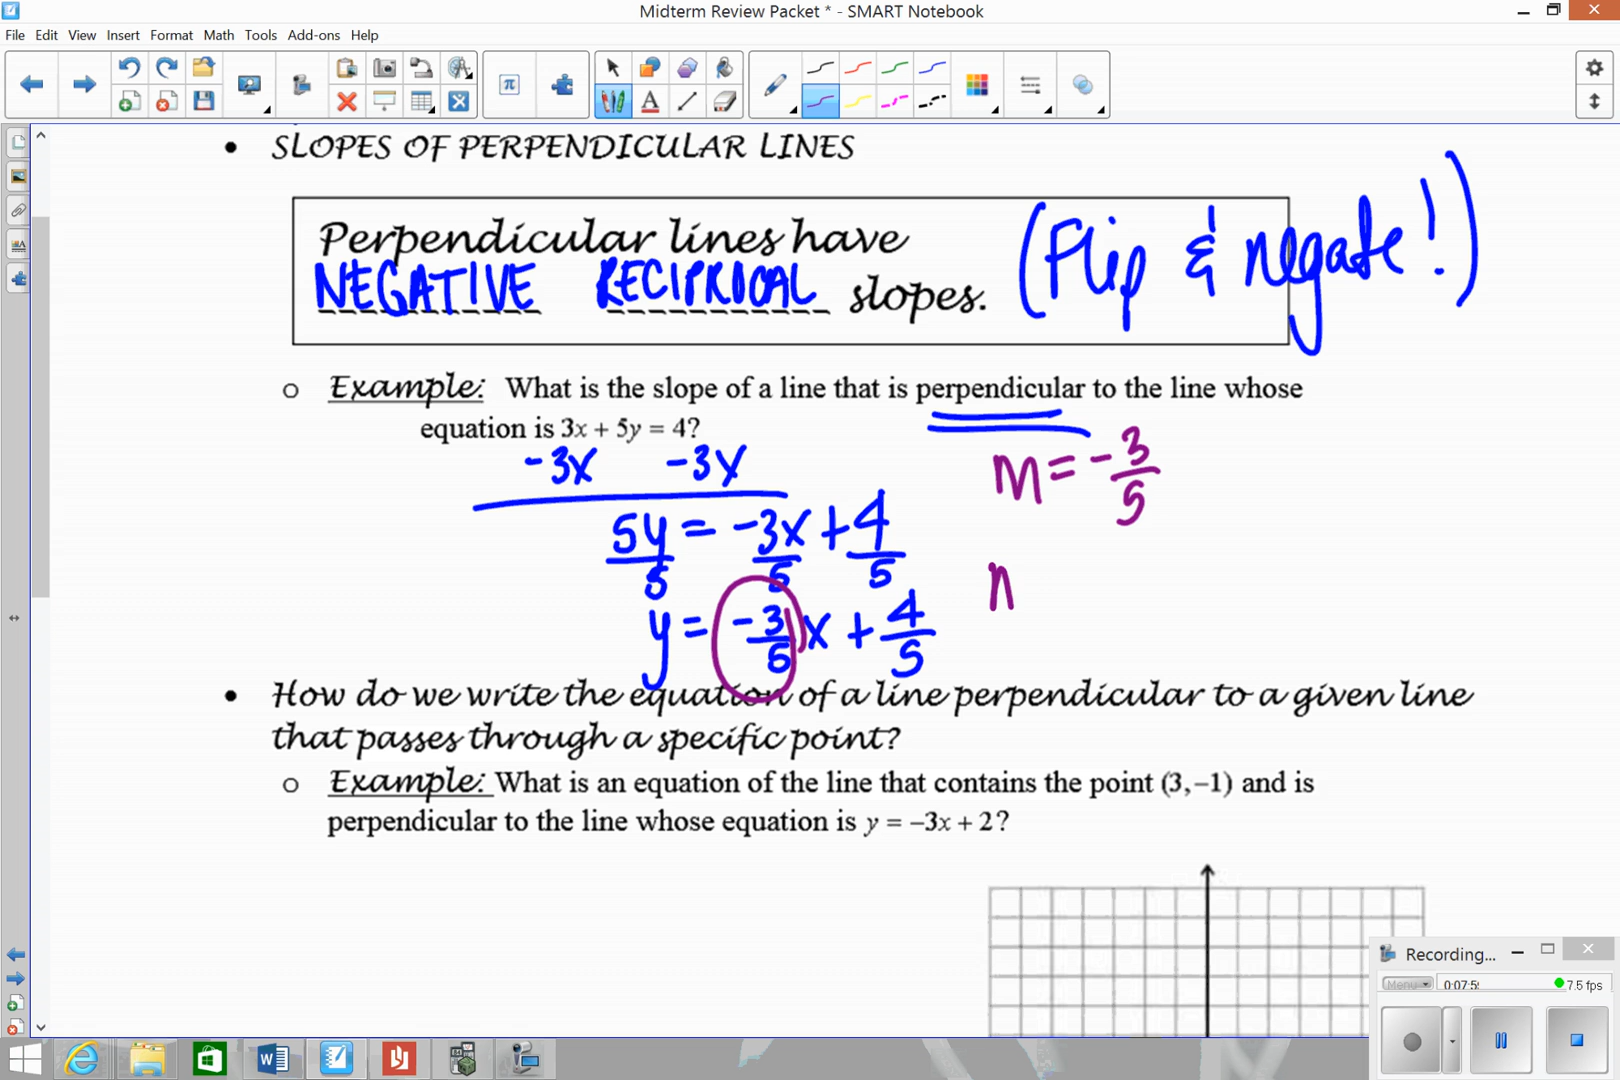 Midterm Review Packet * - SMART Notebook
File Edit View Insert Format Math Tools Add-ons Help
• SLOPES OF PERPENDICULAR LINES
Perpendicular lines have
NEGATIVE RECIPRICAL slopes.
(Flip & negate!)
o Example: What is the slope of a line that is perpendicular to the line whose
equation is 3x + 5y = 4?
-3x -3x
m = -3/5
5y/5 = -3x/5 + 4/5
n
y = -3/5 x + 4/5
• How do we write the equation of a line perpendicular to a given line
that passes through a specific point?
o Example: What is an equation of the line that contains the point (3,–1) and is
perpendicular to the line whose equation is y = –3x + 2?
Recording...
Menu 0:07:5 7.5 fps